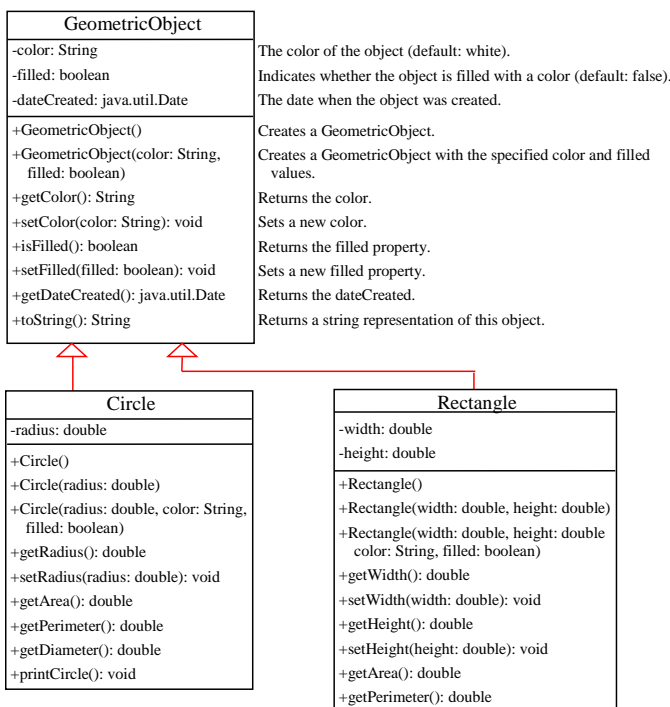 GeometricObject
-color: String
The color of the object (default: white).
-filled: boolean
Indicates whether the object is filled with a color (default: false).
-dateCreated: java.util.Date
The date when the object was created.
+GeometricObject()
Creates a GeometricObject.
+GeometricObject(color: String,
filled: boolean)
Creates a GeometricObject with the specified color and filled
values.
+getColor(): String
Returns the color.
+setColor(color: String): void
Sets a new color.
+isFilled(): boolean
Returns the filled property.
+setFilled(filled: boolean): void
Sets a new filled property.
+getDateCreated(): java.util.Date
Returns the dateCreated.
+toString(): String
Returns a string representation of this object.
Circle
-radius: double
+Circle()
+Circle(radius: double)
+Circle(radius: double, color: String,
filled: boolean)
+getRadius(): double
+setRadius(radius: double): void
+getArea(): double
+getPerimeter(): double
+getDiameter(): double
+printCircle(): void
Rectangle
-width: double
-height: double
+Rectangle()
+Rectangle(width: double, height: double)
+Rectangle(width: double, height: double
color: String, filled: boolean)
+getWidth(): double
+setWidth(width: double): void
+getHeight(): double
+setHeight(height: double): void
+getArea(): double
+getPerimeter(): double